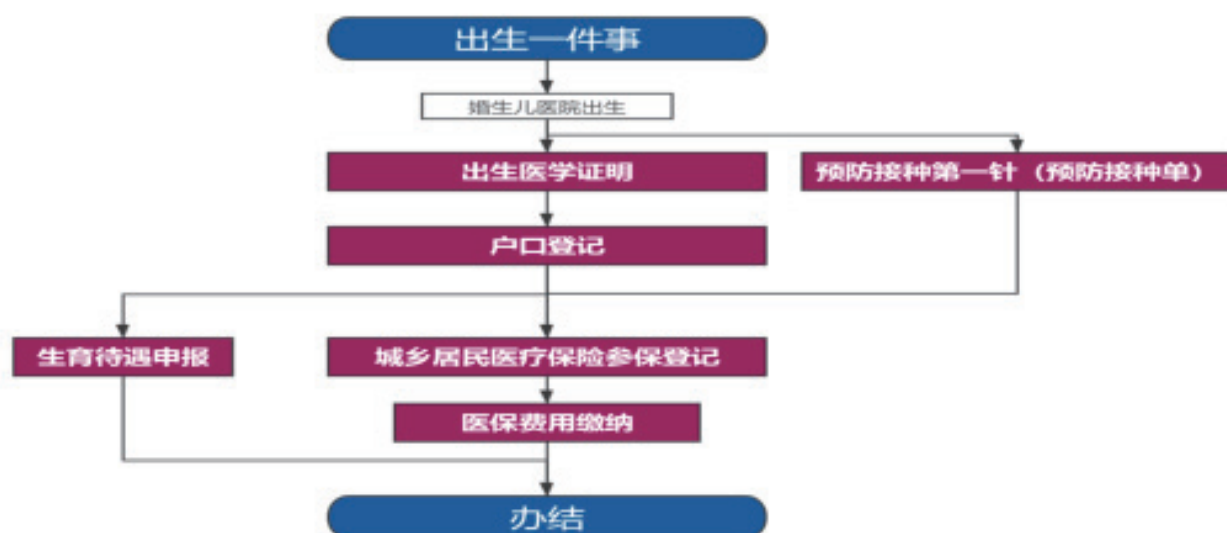 出生一件事
婚生儿医院出生
出生医学证明
预防接种第一针（预防接种单）
户口登记
生育待遇申报
城乡居民医疗保险参保登记
医保费用缴纳
办结